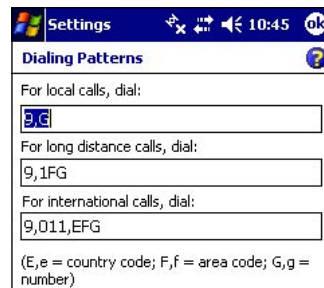 Settings 10:45 ok
Dialing Patterns ?
For local calls, dial:
9,G
For long distance calls, dial:
9,1FG
For international calls, dial:
9,011,EFG
(E,e = country code; F,f = area code; G,g =
number)